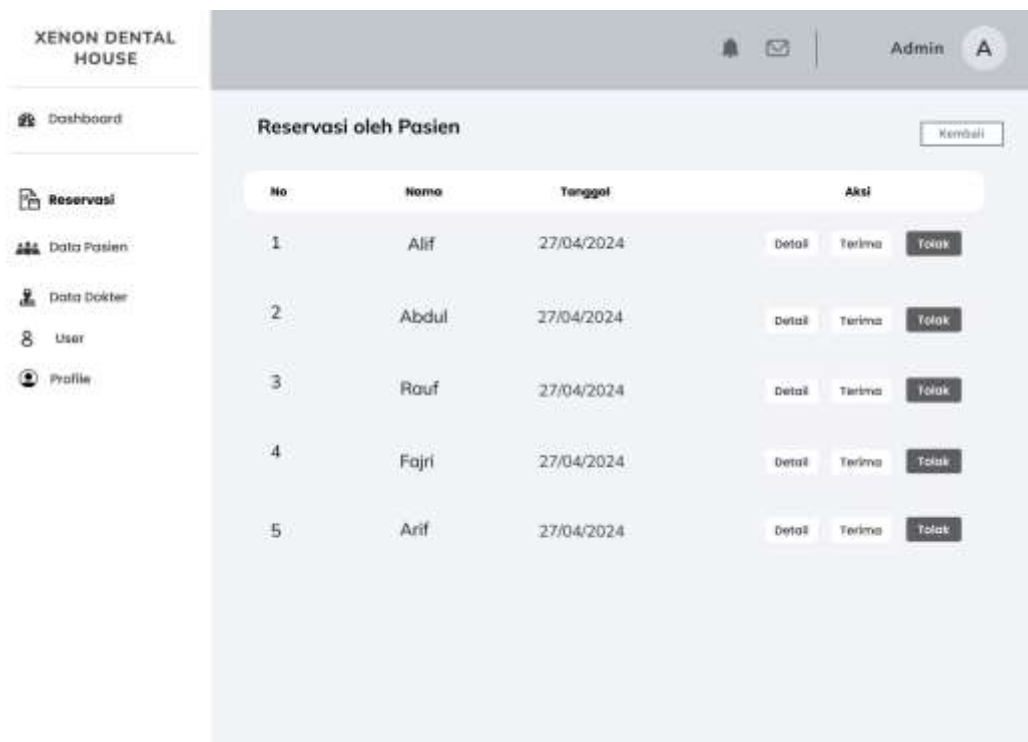 XENON DENTAL
HOUSE
Admin A
Dashboard
Reservasi
Data Pasien
Data Dokter
User
Profile
Reservasi oleh Pasien
Kembali
No Nama Tanggal Aksi
1 Alif 27/04/2024 Detail Terima Tolak
2 Abdul 27/04/2024 Detail Terima Tolak
3 Rauf 27/04/2024 Detail Terima Tolak
4 Fajri 27/04/2024 Detail Terima Tolak
5 Arif 27/04/2024 Detail Terima Tolak